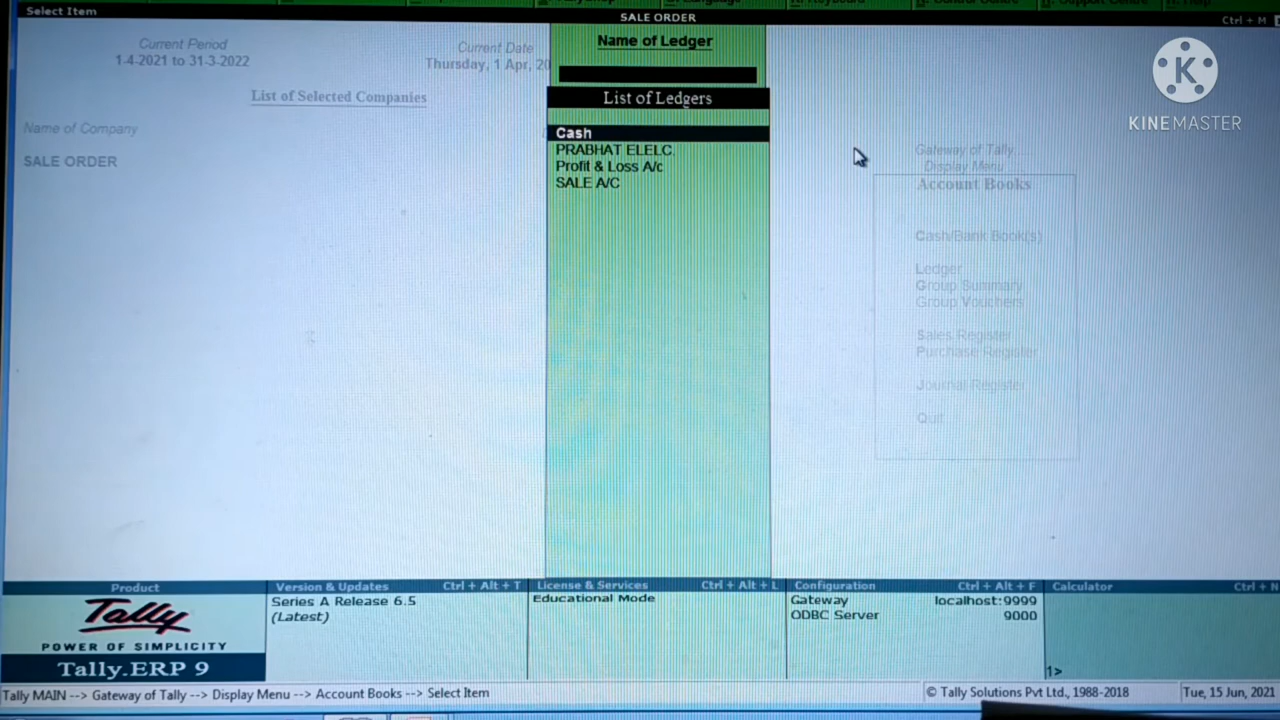 Select Item
SALE ORDER
Ctrl + M
Current Period
1-4-2021 to 31-3-2022
Current Date
Thursday, 1 Apr, 20
List of Selected Companies
Name of Company
SALE ORDER
Name of Ledger
List of Ledgers
Cash
PRABHAT ELELC.
Profit & Loss A/c
SALE A/C
KINEMASTER
Gateway of Tally...
Display Menu...
Account Books
Cash/Bank Book(s)
Ledger
Group Summary
Group Vouchers
Sales Register
Purchase Register
Journal Register
Quit
Product
Tally
POWER OF SIMPLICITY
Tally.ERP 9
Version & Updates Ctrl + Alt + T
Series A Release 6.5
(Latest)
License & Services Ctrl + Alt + L
Educational Mode
Configuration Ctrl + Alt + F
Gateway localhost:9999
ODBC Server 9000
Calculator Ctrl + N
1>
Tally MAIN --> Gateway of Tally --> Display Menu --> Account Books --> Select Item
© Tally Solutions Pvt Ltd., 1988-2018
Tue, 15 Jun, 2021